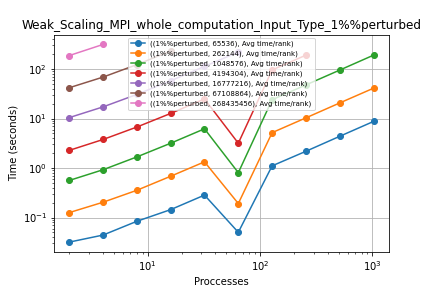 Weak_Scaling_MPI_whole_computation_Input_Type_1%%perturbed
((1%%perturbed, 65536), Avg time/rank)
((1%%perturbed, 262144), Avg time/rank)
((1%%perturbed, 1048576), Avg time/rank)
((1%%perturbed, 4194304), Avg time/rank)
((1%%perturbed, 16777216), Avg time/rank)
((1%%perturbed, 67108864), Avg time/rank)
((1%%perturbed, 268435456), Avg time/rank)
Time (seconds)
10²
10¹
10⁰
10⁻¹
10¹ 10² 10³
Proccesses